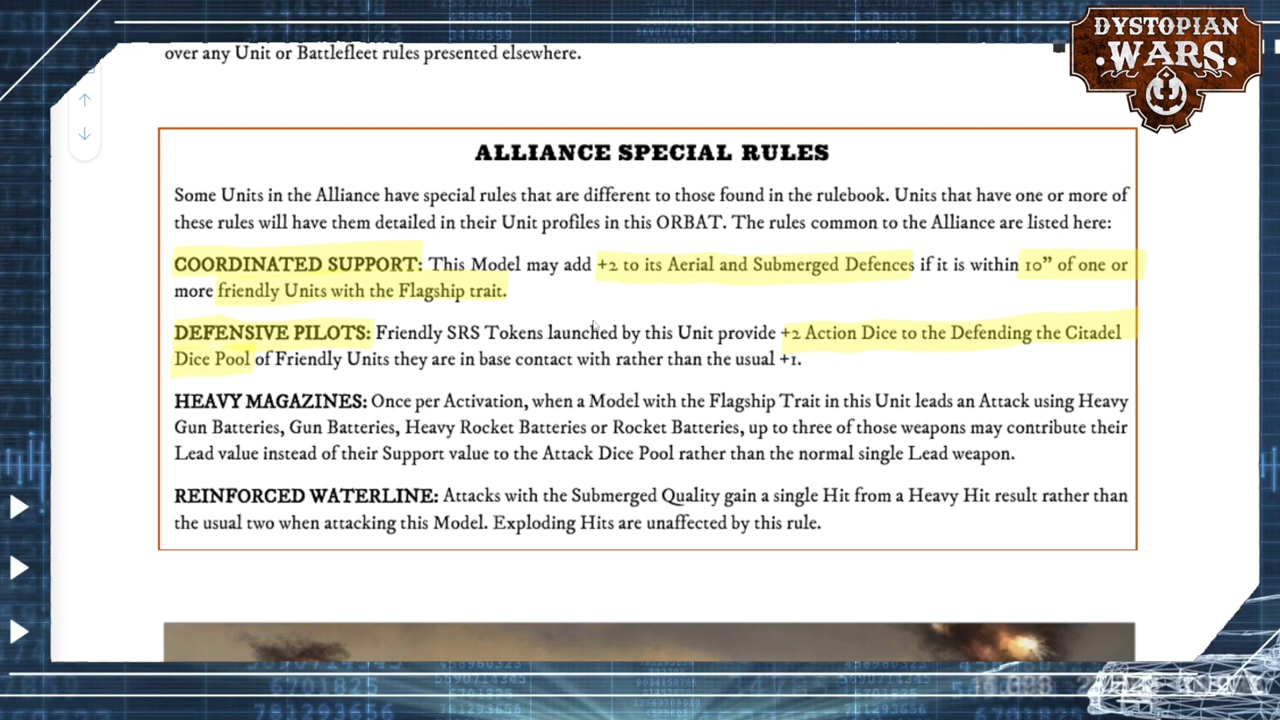 DYSTOPIAN
WARS
over any Unit or Battlefleet rules presented elsewhere.
ALLIANCE SPECIAL RULES
Some Units in the Alliance have special rules that are different to those found in the rulebook. Units that have one or more of
these rules will have them detailed in their Unit profiles in this ORBAT. The rules common to the Alliance are listed here:
COORDINATED SUPPORT: This Model may add +2 to its Aerial and Submerged Defences if it is within 10” of one or
more friendly Units with the Flagship trait.
DEFENSIVE PILOTS: Friendly SRS Tokens launched by this Unit provide +2 Action Dice to the Defending the Citadel
Dice Pool of Friendly Units they are in base contact with rather than the usual +1.
HEAVY MAGAZINES: Once per Activation, when a Model with the Flagship Trait in this Unit leads an Attack using Heavy
Gun Batteries, Gun Batteries, Heavy Rocket Batteries or Rocket Batteries, up to three of those weapons may contribute their
Lead value instead of their Support value to the Attack Dice Pool rather than the normal single Lead weapon.
REINFORCED WATERLINE: Attacks with the Submerged Quality gain a single Hit from a Heavy Hit result rather than
the usual two when attacking this Model. Exploding Hits are unaffected by this rule.
6701825
791293656